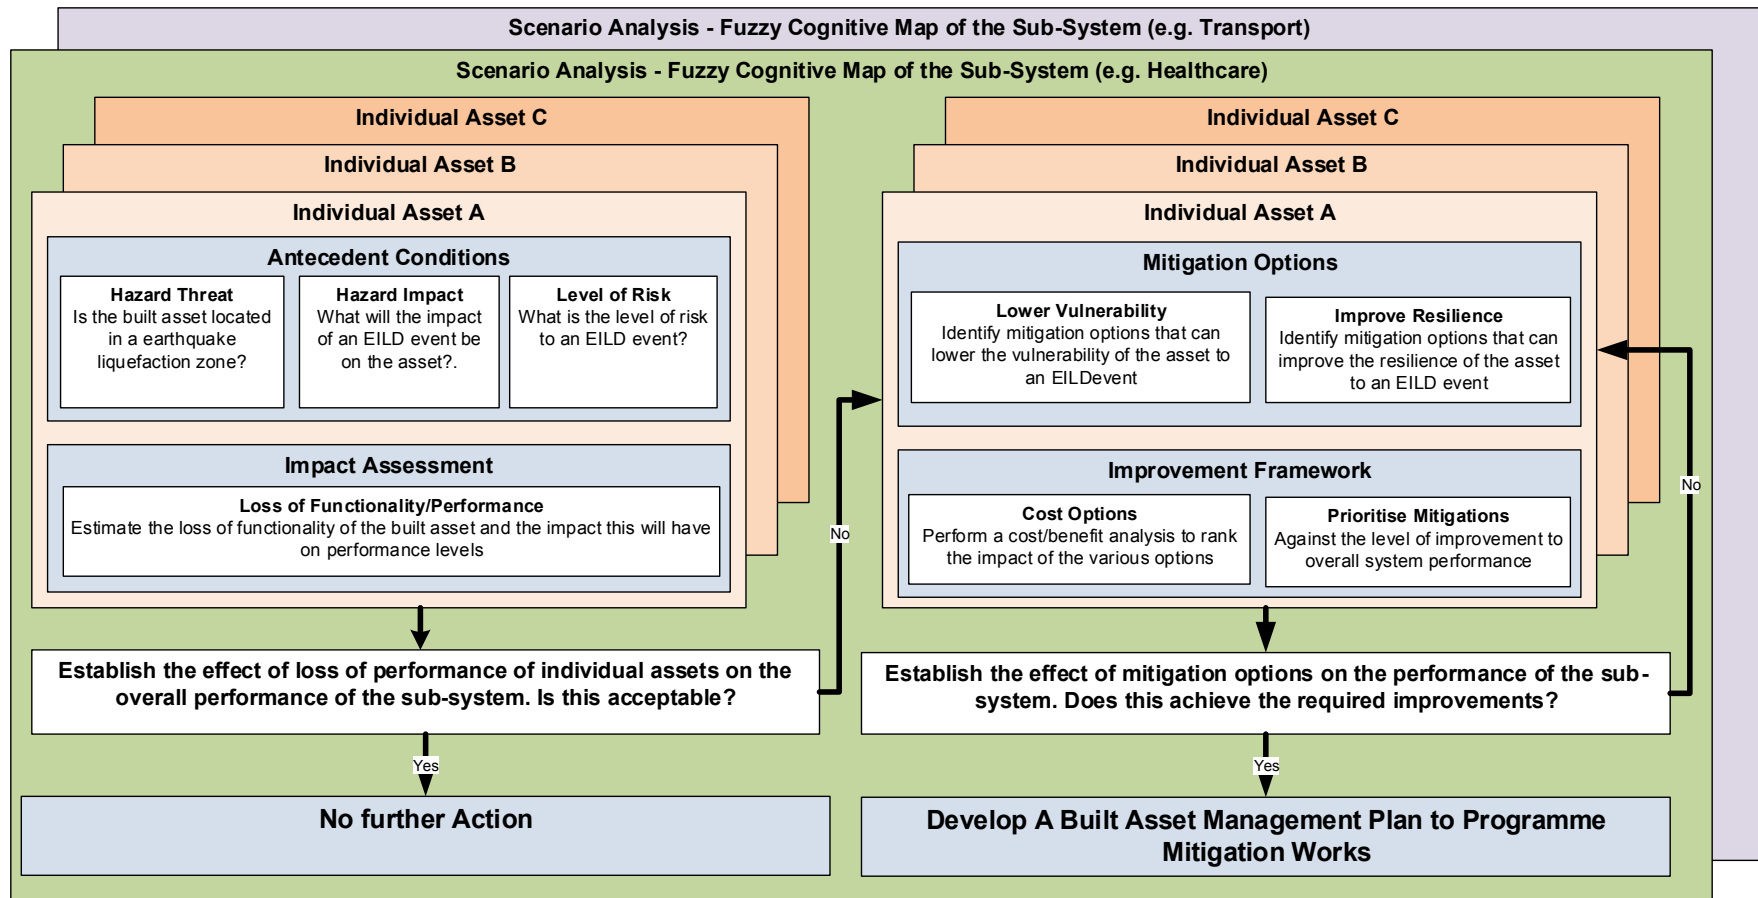 Scenario Analysis - Fuzzy Cognitive Map of the Sub-System (e.g. Transport)
Scenario Analysis - Fuzzy Cognitive Map of the Sub-System (e.g. Healthcare)
Individual Asset C
Individual Asset B
Individual Asset A
Antecedent Conditions
Hazard Threat
Is the built asset located
in a earthquake
liquefaction zone?
Hazard Impact
What will the impact
of an EILD event be
on the asset?.
Level of Risk
What is the level of risk
to an EILD event?
Impact Assessment
Loss of Functionality/Performance
Estimate the loss of functionality of the built asset and the impact this will have
on performance levels
Establish the effect of loss of performance of individual assets on the
overall performance of the sub-system. Is this acceptable?
No
Yes
No further Action
Individual Asset C
Individual Asset B
Individual Asset A
Mitigation Options
Lower Vulnerability
Identify mitigation options that can
lower the vulnerability of the asset to
an EILDevent
Improve Resilience
Identify mitigation options that can
improve the resilience of the asset
to an EILD event
Improvement Framework
Cost Options
Perform a cost/benefit analysis to rank
the impact of the various options
Prioritise Mitigations
Against the level of improvement to
overall system performance
Establish the effect of mitigation options on the performance of the sub-
system. Does this achieve the required improvements?
No
Yes
Develop A Built Asset Management Plan to Programme
Mitigation Works